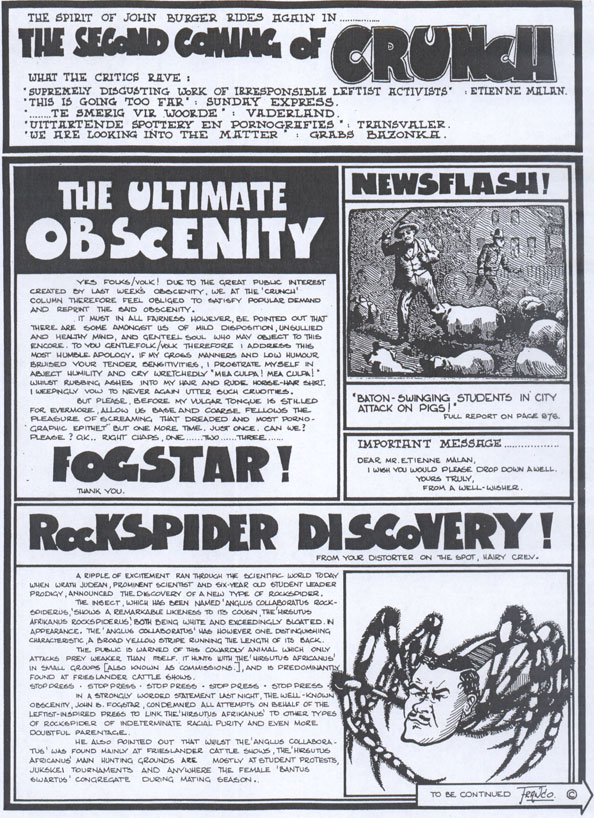 THE SPIRIT OF JOHN BURGER RIDES AGAIN IN ................
THE SECOND COMING OF CRUNCH
WHAT THE CRITICS RAVE :
"SUPREMELY DISGUSTING WORK OF IRRESPONSIBLE LEFTIST ACTIVISTS" : ETIENNE MALAN.
"THIS IS GOING TOO FAR" : SUNDAY EXPRESS.
"........TE SMERIG VIR WOORDE" : VADERLAND.
"UITTARTENDE SPOTTERY EN PORNOGRAFIES" : TRANSVALER.
"WE ARE LOOKING INTO THE MATTER" : GRABS BAZONKA.
THE ULTIMATE
OBSCENITY
YES FOLKS/VOLK! DUE TO THE GREAT PUBLIC INTEREST
CREATED BY LAST WEEK'S OBSCENITY, WE AT THE 'CRUNCH'
COLUMN THEREFORE FEEL OBLIGED TO SATISFY POPULAR DEMAND
AND REPRINT THE SAID OBSCENITY.
IT MUST IN ALL FAIRNESS HOWEVER, BE POINTED OUT THAT
THERE ARE SOME AMONGST US OF MILD DISPOSITION, UNSULLIED
AND HEALTHY MIND, AND GENTEEL SOUL WHO MAY OBJECT TO THIS
ENCORE. TO YOU GENTLEFOLK/VOLK THEREFORE I ADDRESS THIS
MOST HUMBLE APOLOGY. IF MY GROSS MANNERS AND LOW HUMOUR
BRUISED YOUR TENDER SENSITIVITIES, I PROSTRATE MYSELF IN
ABJECT HUMILITY AND CRY WRETCHEDLY "MEA CULPA! MEA CULPA!"
WHILST RUBBING ASHES INTO MY HAIR AND RUDE HORSE-HAIR SHIRT.
I WEEPINGLY VOW TO NEVER AGAIN UTTER SUCH CRUDITIES.
BUT PLEASE, BEFORE MY VULGAR TONGUE IS STILLED
FOR EVERMORE, ALLOW US BASE AND COARSE FELLOWS THE
PLEASURE OF SCREAMING THAT DREADED AND MOST PORNO-
GRAPHIC EPITHET BUT ONE MORE TIME. JUST ONCE. CAN WE?
PLEASE ? O.K.. RIGHT CHAPS, ONE......TWO......THREE......
FOGSTAR !
THANK YOU.
NEWSFLASH!
"BATON-SWINGING STUDENTS IN CITY
ATTACK ON PIGS!"
FULL REPORT ON PAGE 876.
IMPORTANT MESSAGE ................
DEAR MR. ETIENNE MALAN,
I WISH YOU WOULD PLEASE DROP DOWN A WELL.
YOURS TRULY,
FROM A WELL-WISHER.
ROCKSPIDER DISCOVERY !
FROM YOUR DISTORTER ON THE SPOT, HAIRY CREV.
A RIPPLE OF EXCITEMENT RAN THROUGH THE SCIENTIFIC WORLD TODAY
WHEN WRATH JUDEAN, PROMINENT SCIENTIST AND SIX-YEAR OLD STUDENT LEADER
PRODIGY, ANNOUNCED THE DISCOVERY OF A NEW TYPE OF ROCKSPIDER.
THE INSECT, WHICH HAS BEEN NAMED 'ANGLUS COLLABORATUS ROCK-
SPIDERUS', SHOWS A REMARKABLE LIKENESS TO ITS COUSIN, THE 'HIRSUTUS
AFRIKANUS ROCKSPIDERUS', BOTH BEING WHITE AND EXCEEDINGLY BLOATED IN
APPEARANCE. THE 'ANGLUS COLLABORATUS' HAS HOWEVER ONE DISTINGUISHING
CHARACTERISTIC, A BROAD YELLOW STRIPE RUNNING THE LENGTH OF ITS BACK.
THE PUBLIC IS WARNED OF THIS COWARDLY ANIMAL WHICH ONLY
ATTACKS PREY WEAKER THAN ITSELF. IT HUNTS WITH THE 'HIRSUTUS AFRIKANUS'
IN SMALL GROUPS [ALSO KNOWN AS COMMISSIONS], AND IS PREDOMINANTLY
FOUND AT FRIESLANDER CATTLE SHOWS.
STOP PRESS · STOP PRESS · STOP PRESS · STOP PRESS · STOP PRESS
IN A STRONGLY WORDED STATEMENT LAST NIGHT, THE WELL-KNOWN
OBSCENITY, JOHN B. FOGSTAR, CONDEMNED ALL ATTEMPTS ON BEHALF OF THE
LEFTIST-INSPIRED PRESS TO LINK THE 'HIRSUTUS AFRIKANUS' TO OTHER TYPES
OF ROCKSPIDER OF INDETERMINATE RACIAL PURITY AND EVEN MORE
DOUBTFUL PARENTAGE.
HE ALSO POINTED OUT THAT WHILST THE 'ANGLUS COLLABORA-
TUS' WAS FOUND MAINLY AT FRIESLANDER CATTLE SHOWS, THE 'HIRSUTUS
AFRIKANUS' MAIN HUNTING GROUNDS ARE MOSTLY AT STUDENT PROTESTS,
JUKSKEI TOURNAMENTS AND ANYWHERE THE FEMALE 'BANTUS
SWARTUS' CONGREGATE DURING MATING SEASON.
TO BE CONTINUED FRANCO. ©